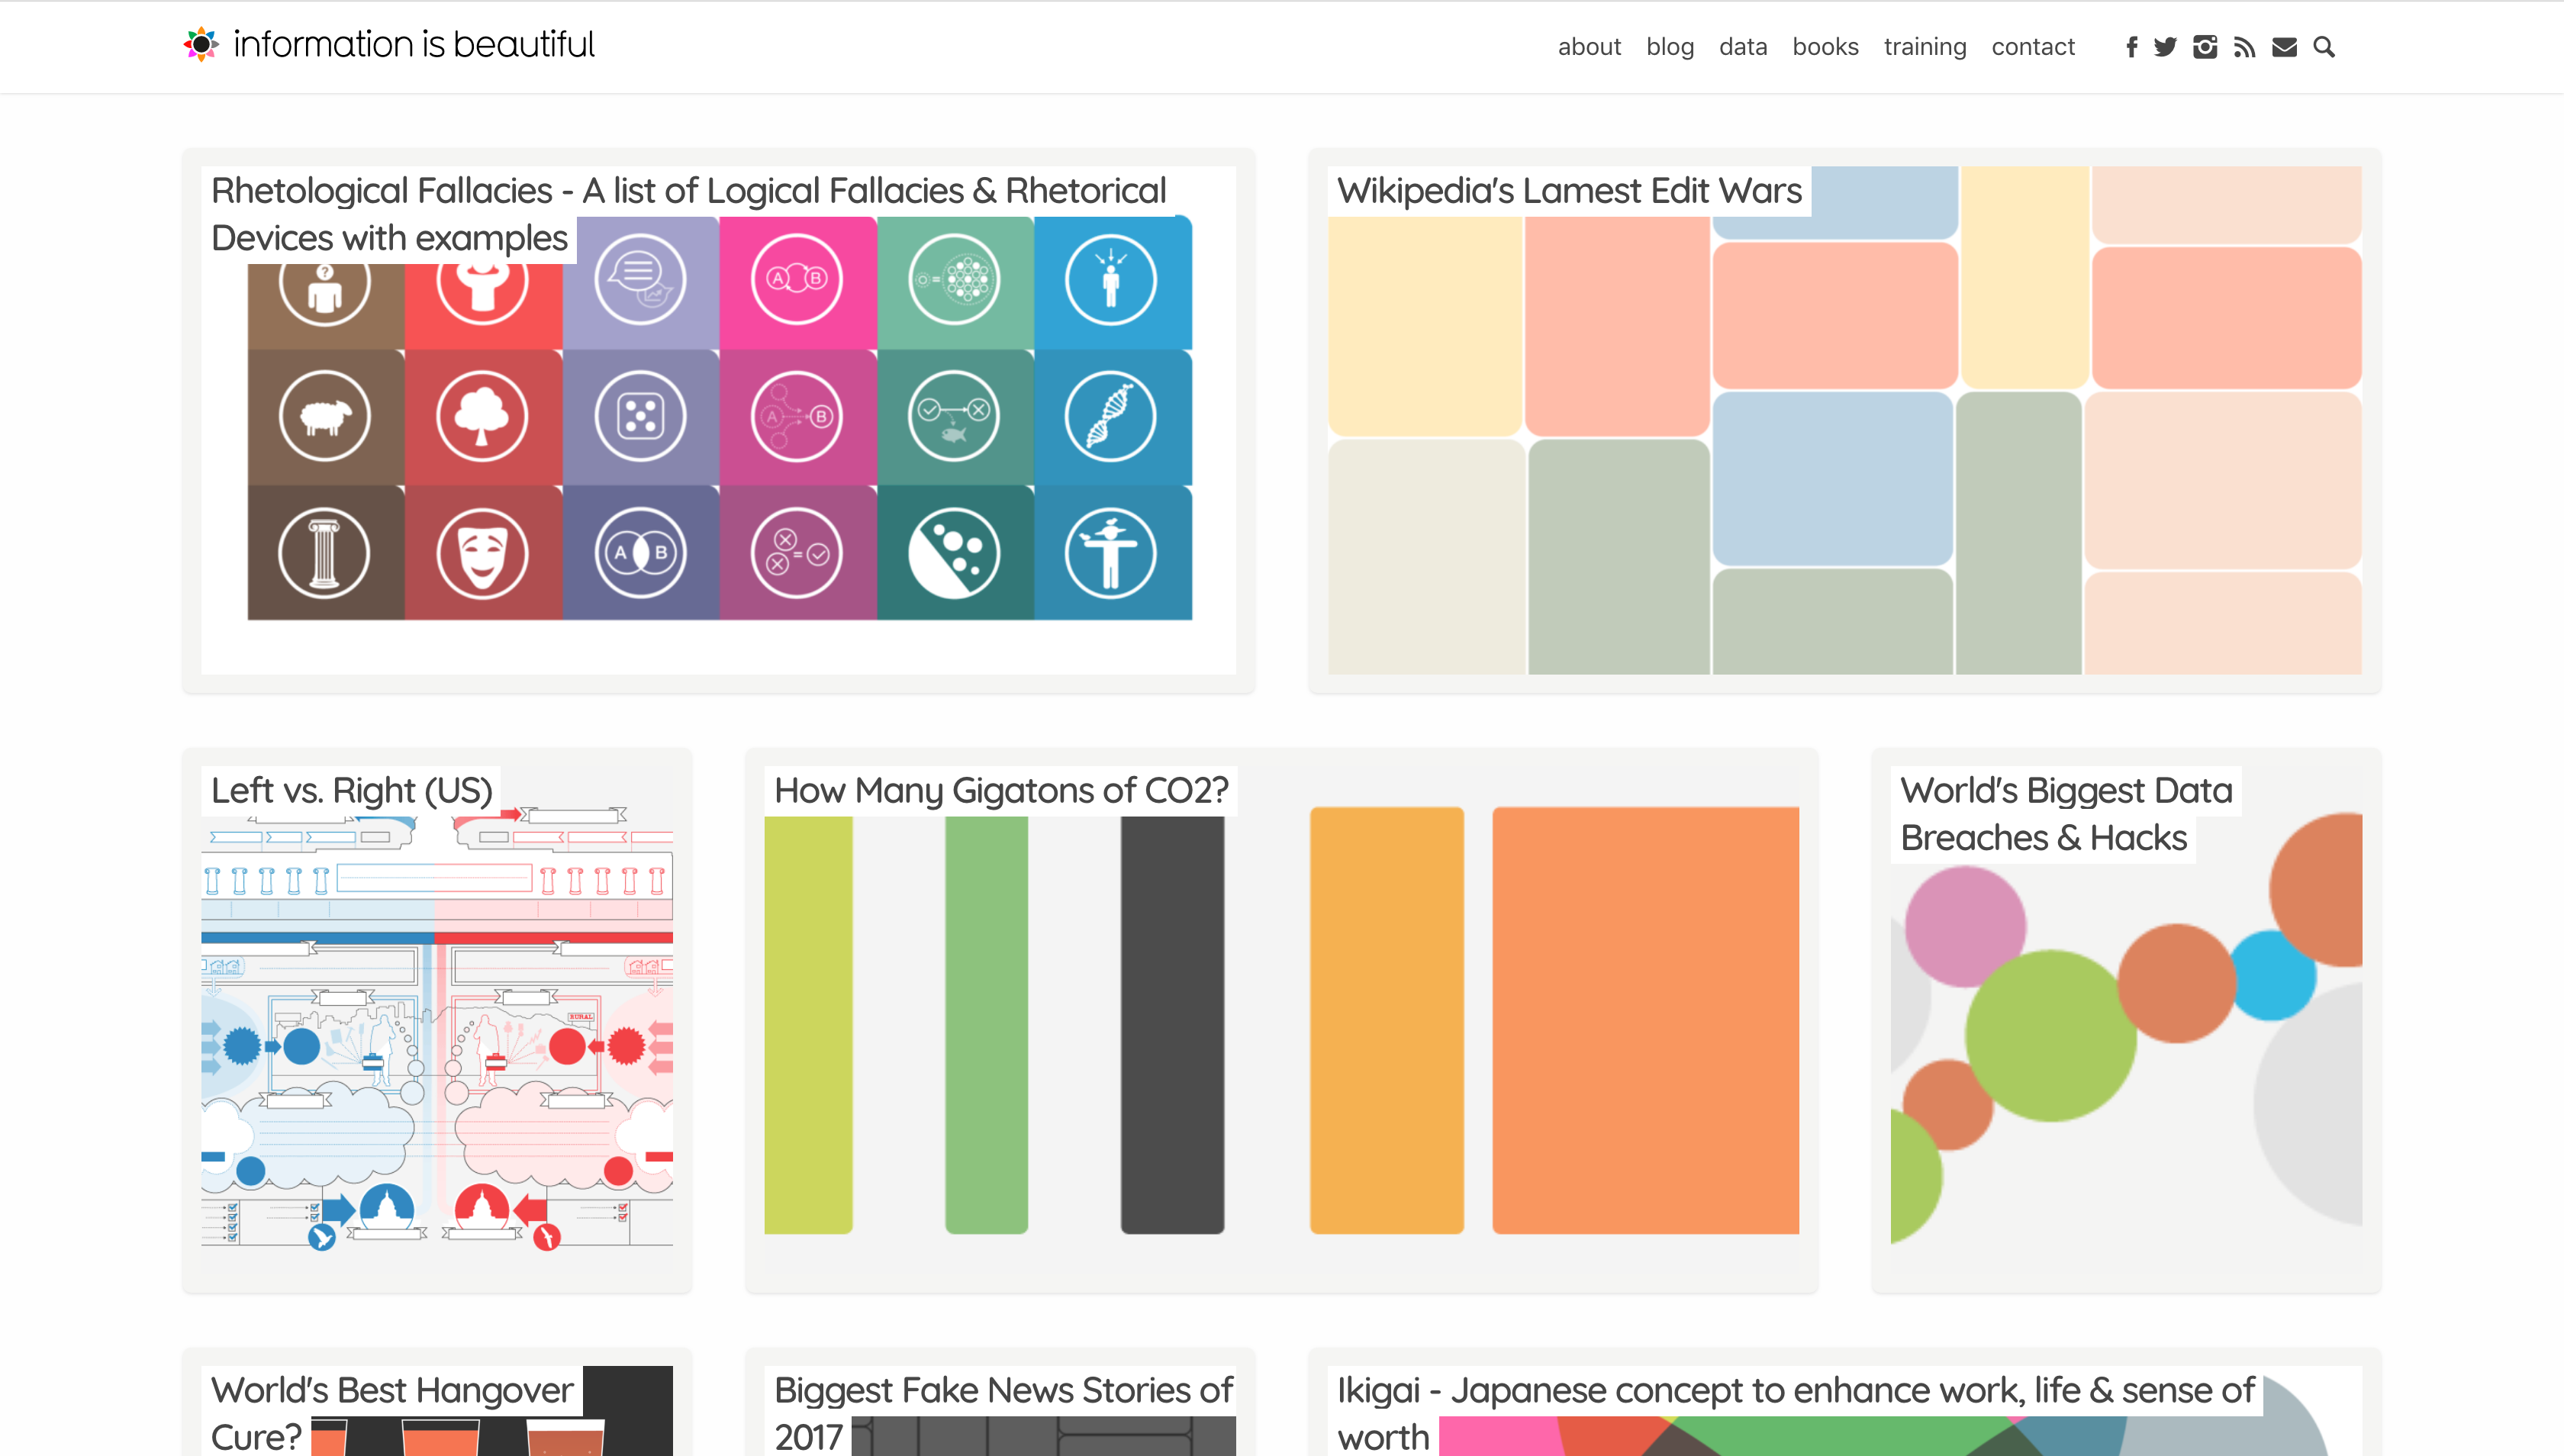 information is beautiful
about blog data books training contact
Rhetological Fallacies - A list of Logical Fallacies & Rhetorical
Devices with examples
?
A B
=
A B
A B
=
Wikipedia's Lamest Edit Wars
Left vs. Right (US)
RURAL
How Many Gigatons of CO2?
World's Biggest Data
Breaches & Hacks
World's Best Hangover
Cure?
Biggest Fake News Stories of
2017
Ikigai - Japanese concept to enhance work, life & sense of
worth